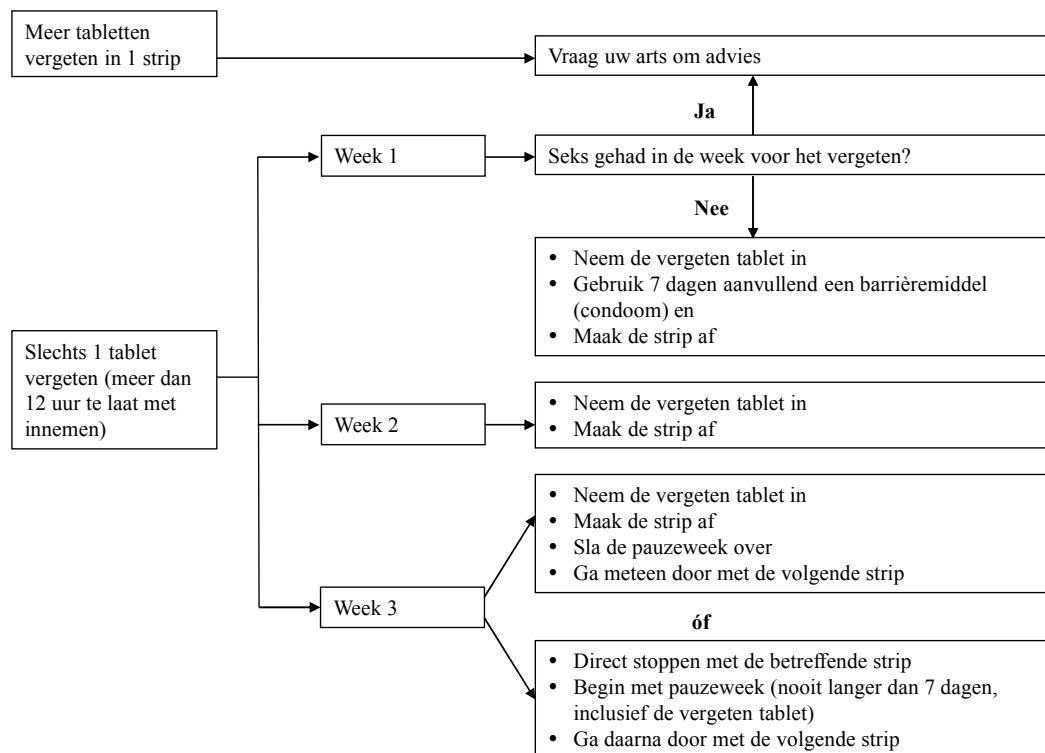 Meer tabletten
vergeten in 1 strip
Vraag uw arts om advies
Ja
Week 1
Seks gehad in de week voor het vergeten?
Nee
• Neem de vergeten tablet in
• Gebruik 7 dagen aanvullend een barrièremiddel
(condoom) en
• Maak de strip af
Slechts 1 tablet
vergeten (meer dan
12 uur te laat met
innemen)
Week 2
• Neem de vergeten tablet in
• Maak de strip af
Week 3
• Neem de vergeten tablet in
• Maak de strip af
• Sla de pauzeweek over
• Ga meteen door met de volgende strip
óf
• Direct stoppen met de betreffende strip
• Begin met pauzeweek (nooit langer dan 7 dagen,
inclusief de vergeten tablet)
• Ga daarna door met de volgende strip